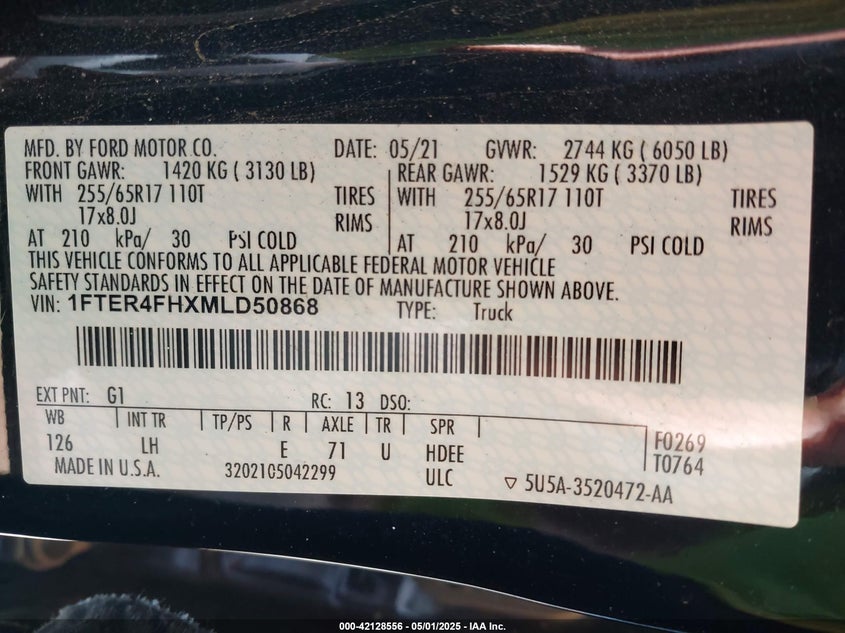 MFD. BY FORD MOTOR CO. DATE: 05/21 GVWR: 2744 KG ( 6050 LB)
FRONT GAWR: 1420 KG ( 3130 LB) REAR GAWR: 1529 KG ( 3370 LB)
WITH 255/65R17 110T TIRES WITH 255/65R17 110T TIRES
17x8.0J RIMS 17x8.0J RIMS
AT 210 kPa/ 30 PSI COLD AT 210 kPa/ 30 PSI COLD
THIS VEHICLE CONFORMS TO ALL APPLICABLE FEDERAL MOTOR VEHICLE
SAFETY STANDARDS IN EFFECT ON THE DATE OF MANUFACTURE SHOWN ABOVE.
VIN: 1FTER4FHXMLD50868 TYPE: Truck
EXT PNT: G1 RC: 13 DSO:
WB INT TR TP/PS R AXLE TR SPR
126 LH E 71 U HDEE F0269
T0764
MADE IN U.S.A. 3202105042299 ULC ▽ 5U5A-3520472-AA
000-42128556 - 05/01/2025 - IAA Inc.